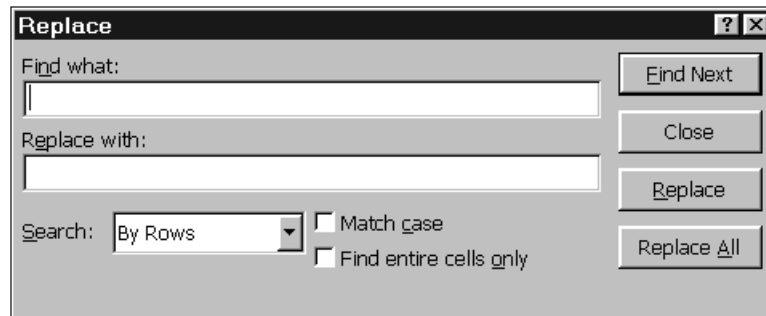 Replace
Find what:
Find Next
Close
Replace with:
Replace
Search:
By Rows
Match case
Find entire cells only
Replace All